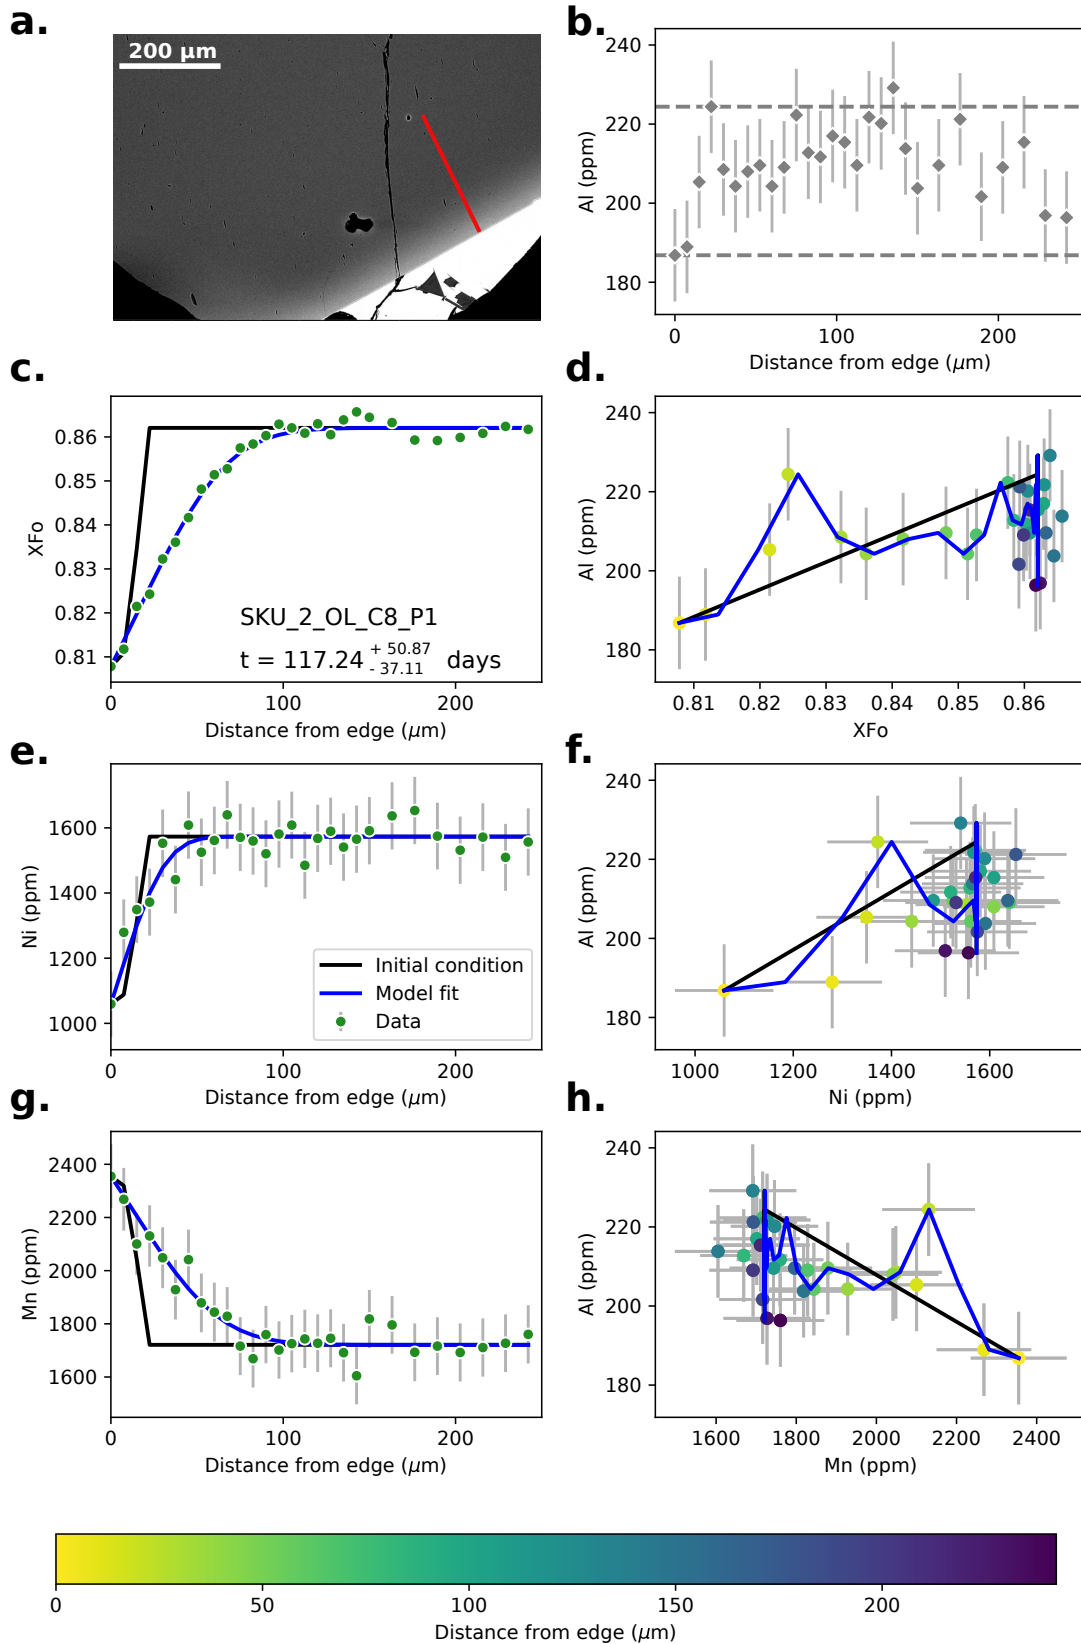 a.
200 µm
b.
240
220
200
180
Al (ppm)
0
200
Distance from edge (µm)
c.
0.86
0.85
0.84
0.83
0.82
0.81
XFo
SKU_2_OL_C8_P1
t = 117.24 + 50.87 - 37.11 days
0
100
200
Distance from edge (µm)
d.
240
220
200
180
Al (ppm)
0.81
0.82
0.83
0.84
0.85
0.86
XFo
e.
1600
1400
1200
1000
Ni (ppm)
Initial condition
Model fit
Data
0
100
200
Distance from edge (µm)
f.
240
220
200
180
Al (ppm)
1000
1200
1400
1600
Ni (ppm)
g.
2400
2200
2000
1800
1600
Mn (ppm)
0
100
200
Distance from edge (µm)
h.
240
220
200
180
Al (ppm)
1600
1800
2000
2200
2400
Mn (ppm)
0
50
100
150
200
Distance from edge (µm)